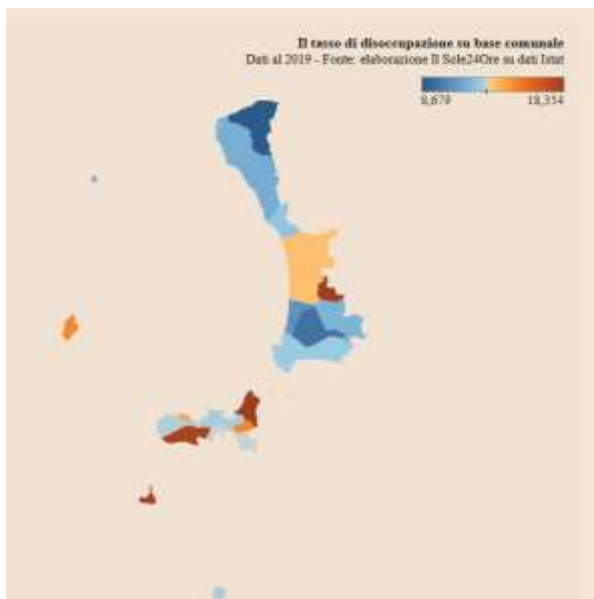 Il tasso di disoccupazione su base comunale
Dati al 2019 - Fonte: elaborazione Il Sole24Ore su dati Istat
8,679 18,354